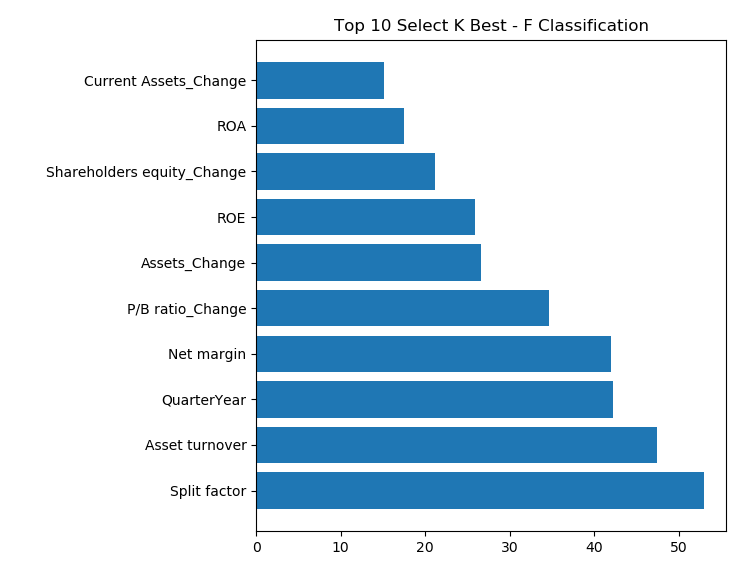 Top 10 Select K Best - F Classification
Current Assets_Change
ROA
Shareholders equity_Change
ROE
Assets_Change
P/B ratio_Change
Net margin
QuarterYear
Asset turnover
Split factor
0 10 20 30 40 50